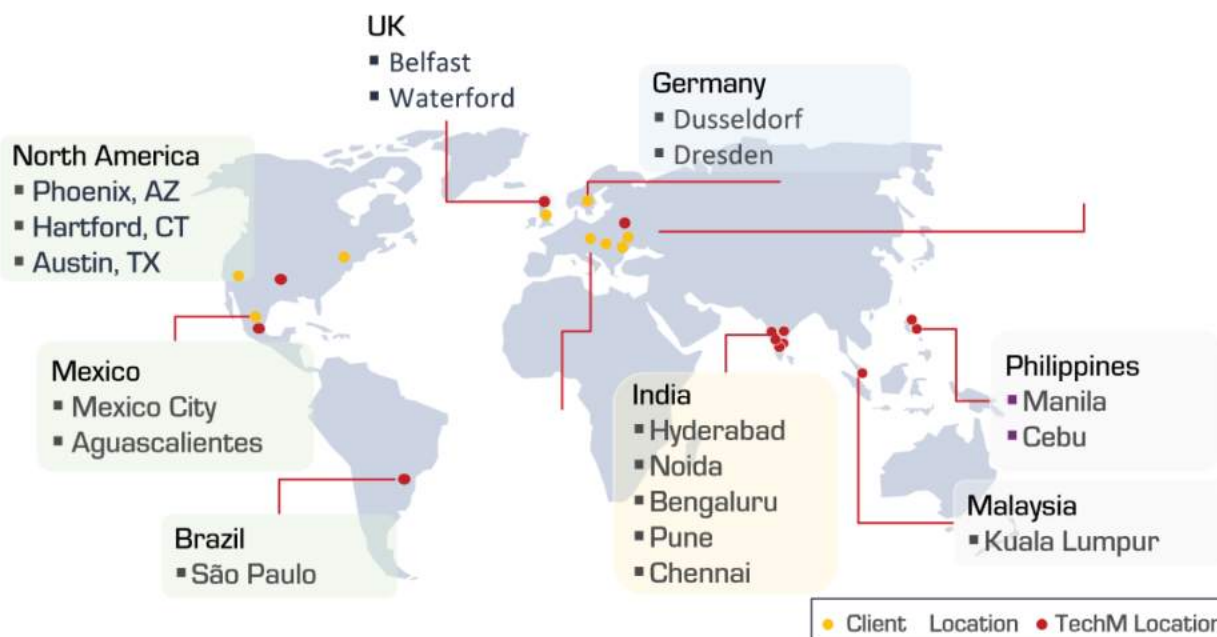 UK
▪ Belfast
▪ Waterford
Germany
▪ Dusseldorf
▪ Dresden
North America
▪ Phoenix, AZ
▪ Hartford, CT
▪ Austin, TX
Mexico
▪ Mexico City
▪ Aguascalientes
Brazil
▪ São Paulo
India
▪ Hyderabad
▪ Noida
▪ Bengaluru
▪ Pune
▪ Chennai
Philippines
▪ Manila
▪ Cebu
Malaysia
▪ Kuala Lumpur
● Client Location ● TechM Location